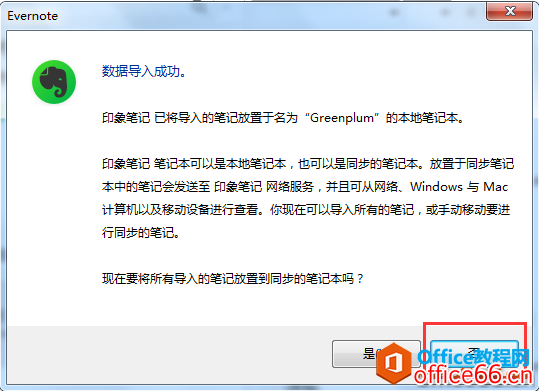 Evernote
数据导入成功。
印象笔记 已将导入的笔记放置于名为“Greenplum”的本地笔记本。
印象笔记 笔记本可以是本地笔记本，也可以是同步的笔记本。放置于同步笔记
本中的笔记会发送至 印象笔记 网络服务，并且可从网络、Windows 与 Mac
计算机以及移动设备进行查看。你现在可以导入所有的笔记，或手动移动要进
行同步的笔记。
现在要将所有导入的笔记放置到同步的笔记本吗？
是
Office教程网
office66.cn